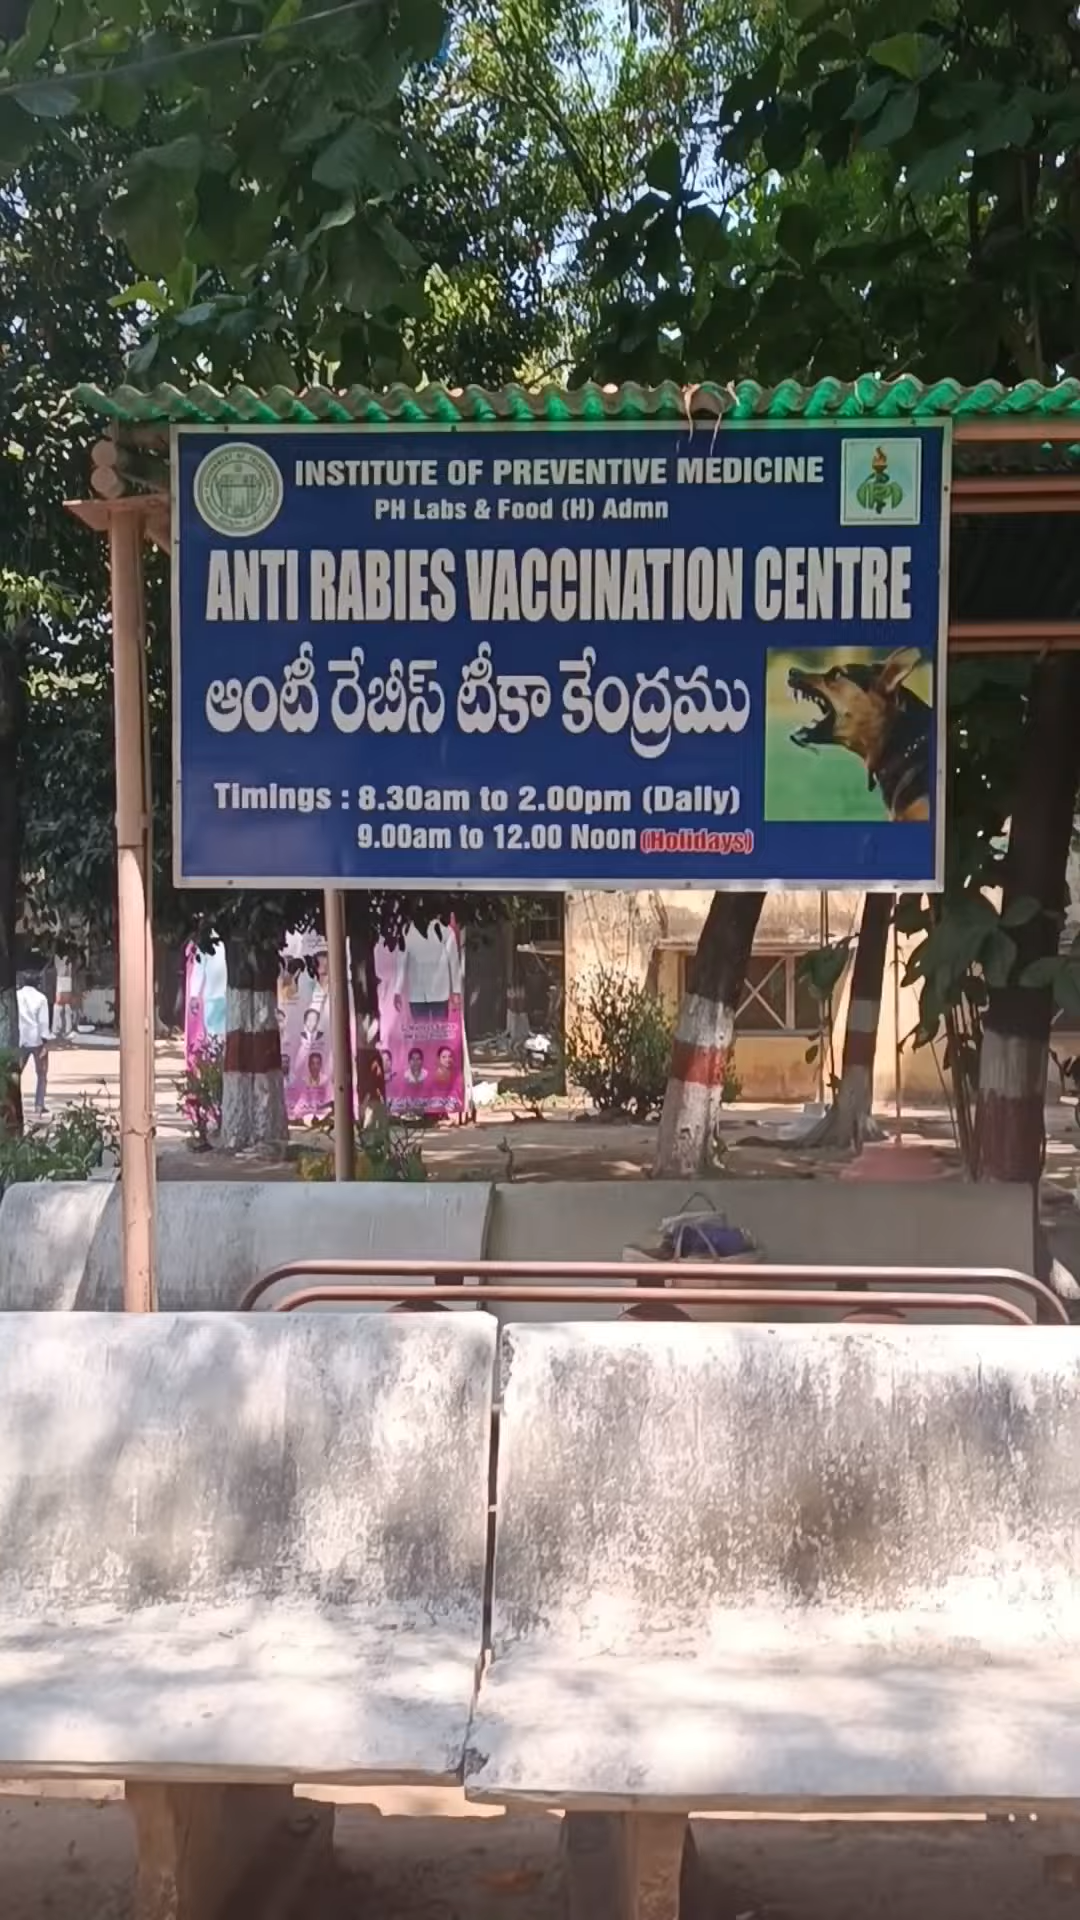 INSTITUTE OF PREVENTIVE MEDICINE
PH Labs & Food (H) Admn
ANTI RABIES VACCINATION CENTRE
ఆంటీ రేబీస్ టీకా కేంద్రము
Timings : 8.30am to 2.00pm (Daily)
9.00am to 12.00 Noon (Holidays)